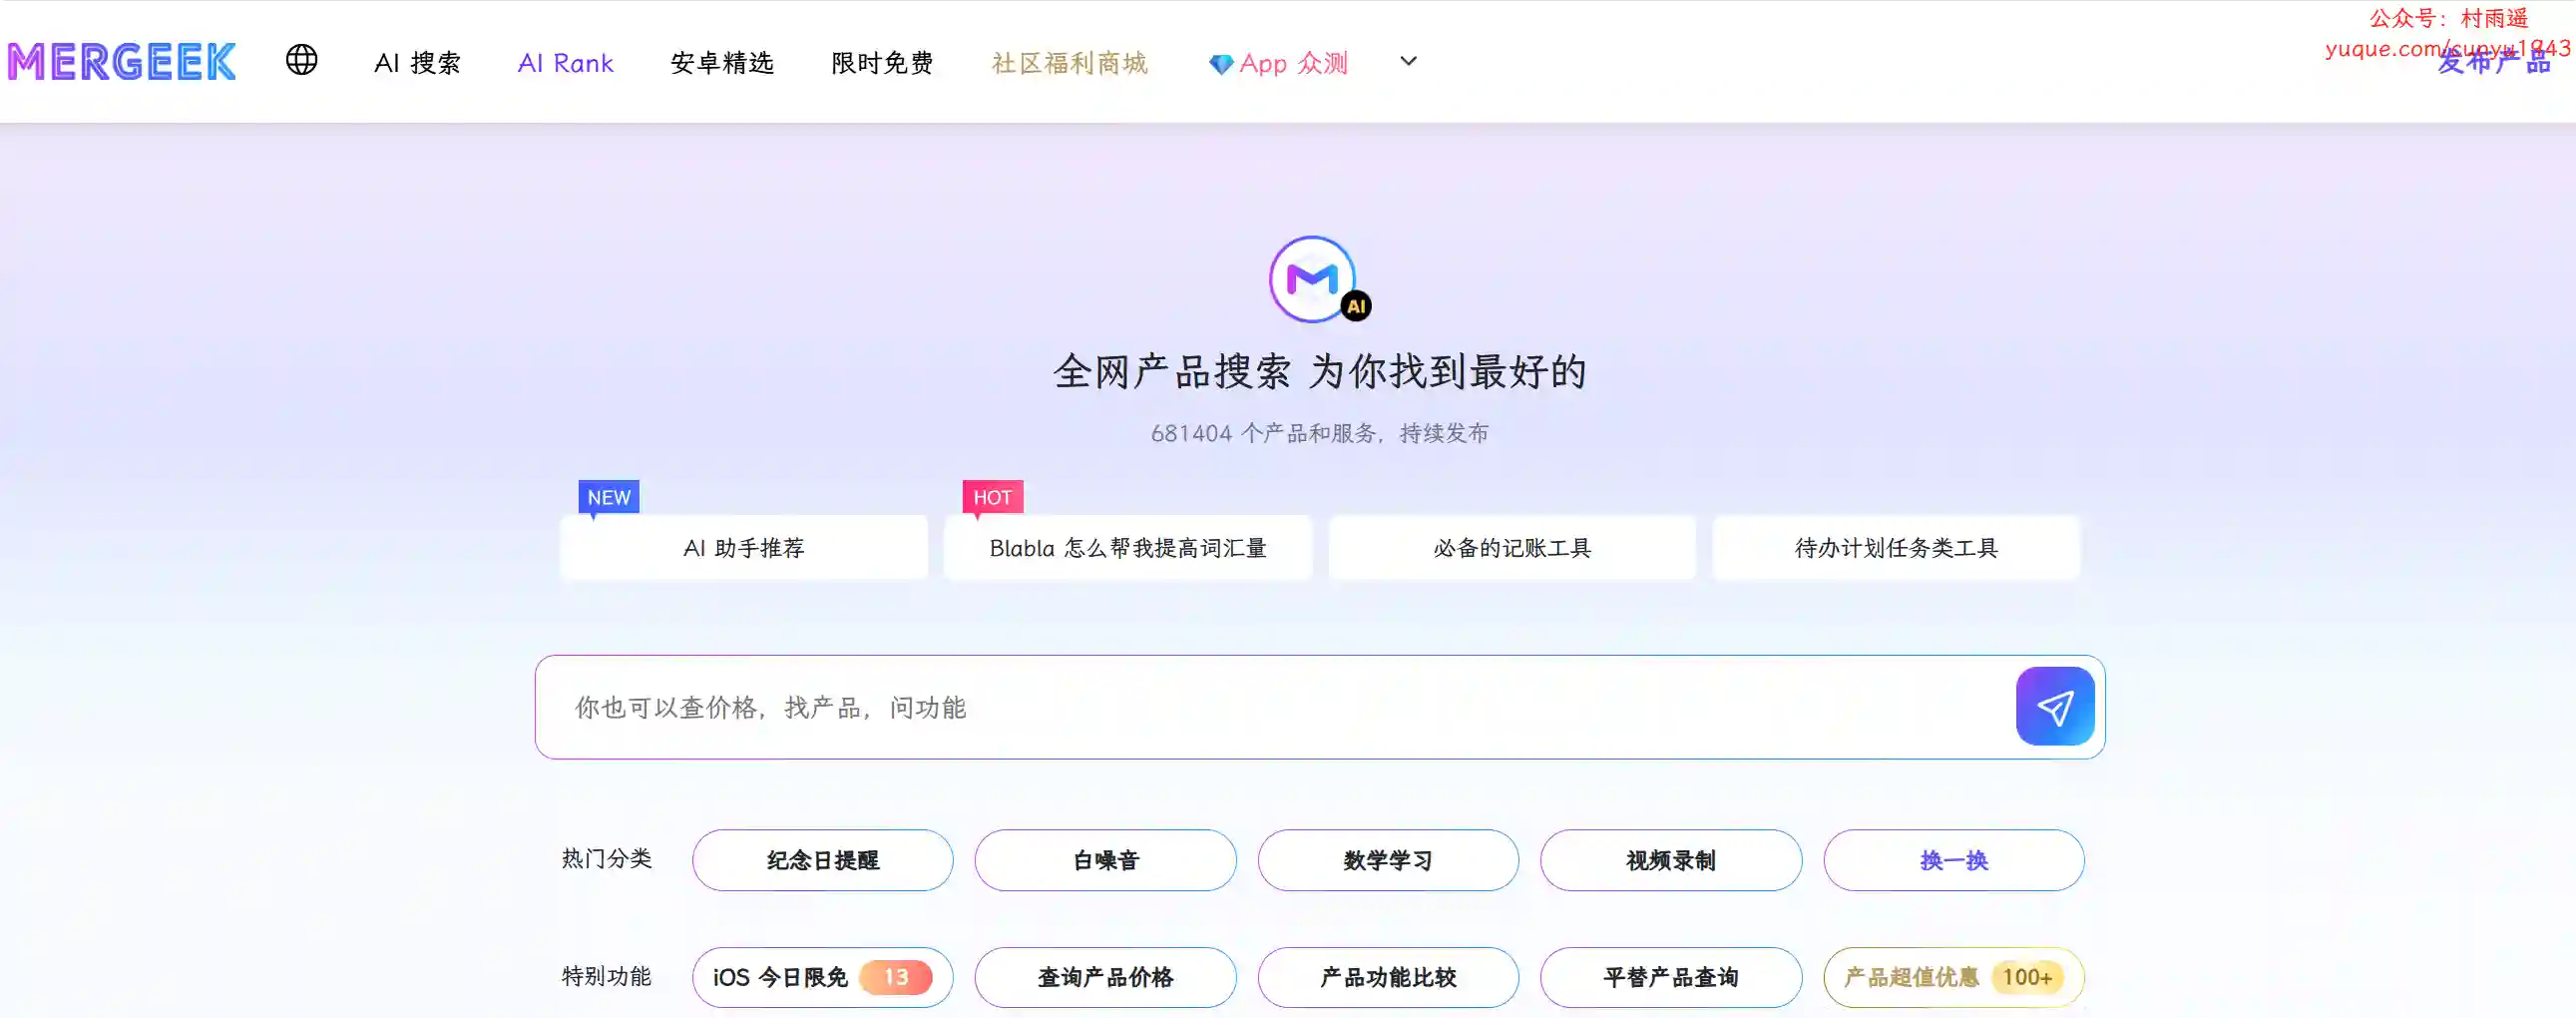 公众号：村雨遥
yuque.com/cunyu1943
MERGEEK AI 搜索 AI Rank 安卓精选 限时免费 社区福利商城 App 众测 发布产品
AI
全网产品搜索 为你找到最好的
681404 个产品和服务，持续发布
NEW HOT
AI 助手推荐 Blabla 怎么帮我提高词汇量 必备的记账工具 待办计划任务类工具
你也可以查价格，找产品，问功能
热门分类 纪念日提醒 白噪音 数学学习 视频录制 换一换
特别功能 iOS 今日限免 13 查询产品价格 产品功能比较 平替产品查询 产品超值优惠 100+